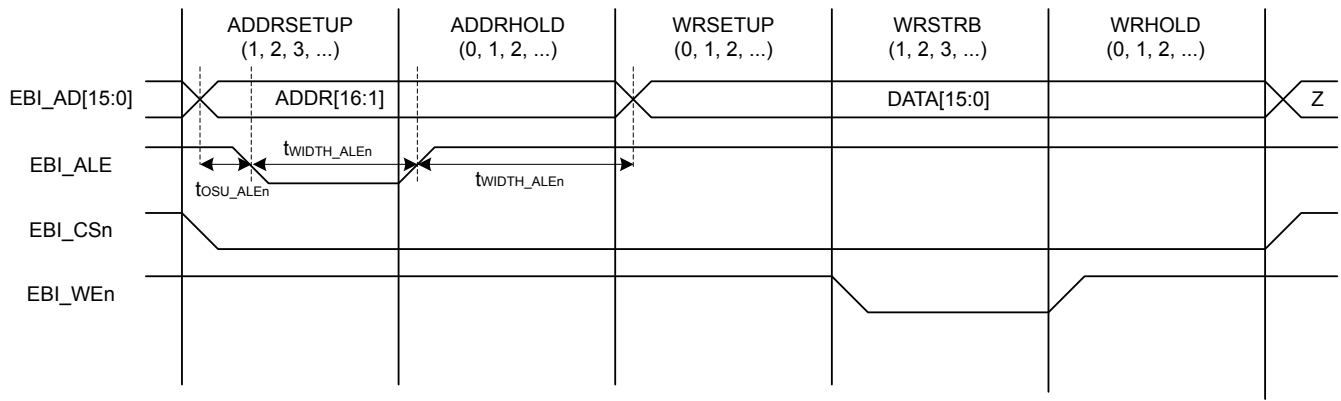 ADDRSETUP
(1, 2, 3, ...)
ADDRHOLD
(0, 1, 2, ...)
WRSETUP
(0, 1, 2, ...)
WRSTRB
(1, 2, 3, ...)
WRHOLD
(0, 1, 2, ...)
EBI_AD[15:0]
ADDR[16:1]
DATA[15:0]
Z
EBI_ALE
tWIDTH_ALEn
tOSU_ALEn
tWIDTH_ALEn
EBI_CSn
EBI_WEn